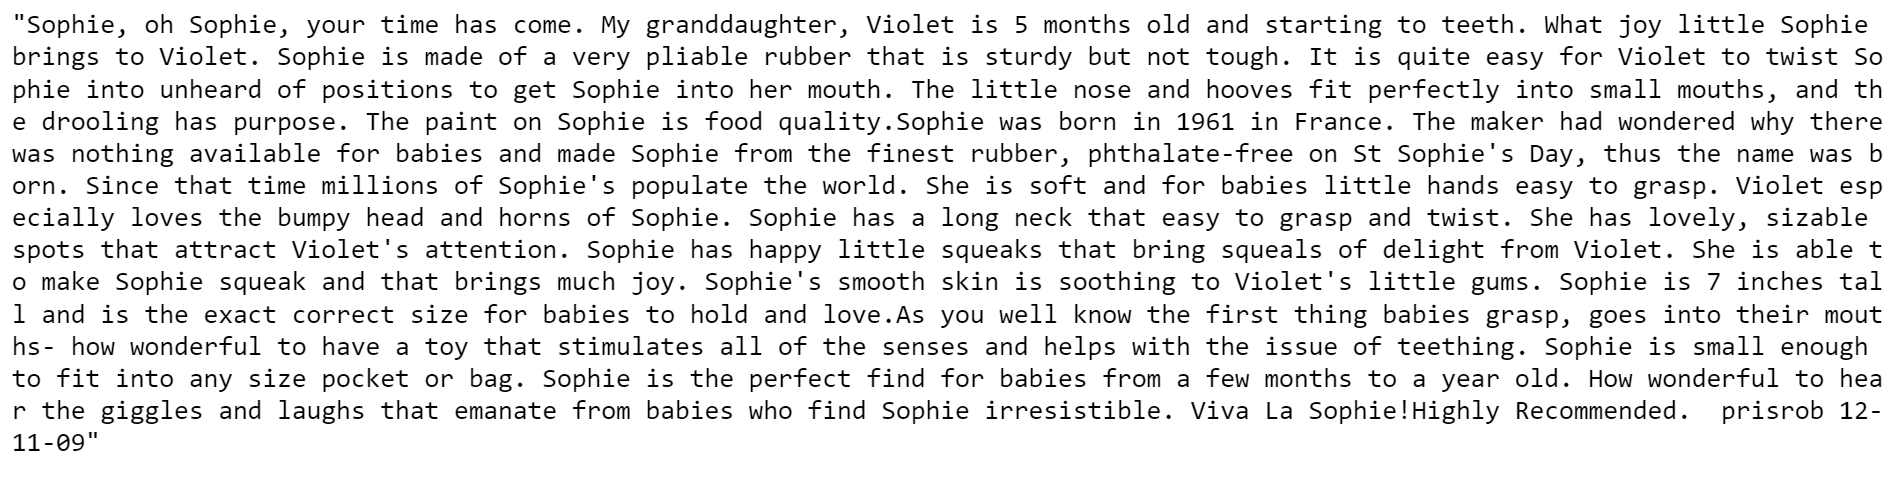 "Sophie, oh Sophie, your time has come. My granddaughter, Violet is 5 months old and starting to teeth. What joy little Sophie
brings to Violet. Sophie is made of a very pliable rubber that is sturdy but not tough. It is quite easy for Violet to twist So
phie into unheard of positions to get Sophie into her mouth. The little nose and hooves fit perfectly into small mouths, and th
e drooling has purpose. The paint on Sophie is food quality.Sophie was born in 1961 in France. The maker had wondered why there
was nothing available for babies and made Sophie from the finest rubber, phthalate-free on St Sophie's Day, thus the name was b
orn. Since that time millions of Sophie's populate the world. She is soft and for babies little hands easy to grasp. Violet esp
ecially loves the bumpy head and horns of Sophie. Sophie has a long neck that easy to grasp and twist. She has lovely, sizable
spots that attract Violet's attention. Sophie has happy little squeaks that bring squeals of delight from Violet. She is able t
o make Sophie squeak and that brings much joy. Sophie's smooth skin is soothing to Violet's little gums. Sophie is 7 inches tal
l and is the exact correct size for babies to hold and love.As you well know the first thing babies grasp, goes into their mout
hs- how wonderful to have a toy that stimulates all of the senses and helps with the issue of teething. Sophie is small enough
to fit into any size pocket or bag. Sophie is the perfect find for babies from a few months to a year old. How wonderful to hea
r the giggles and laughs that emanate from babies who find Sophie irresistible. Viva La Sophie!Highly Recommended.  prisrob 12-
11-09"